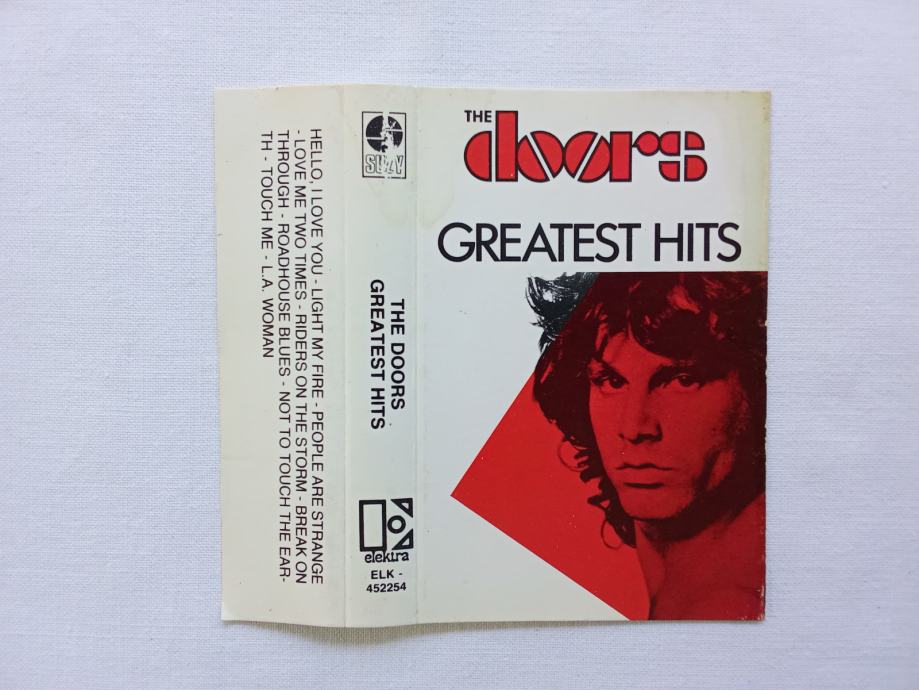 THE
doors
GREATEST HITS
SUZY
THE DOORS
GREATEST HITS
elektra
ELK -
452254
HELLO, I LOVE YOU - LIGHT MY FIRE - PEOPLE ARE STRANGE
- LOVE ME TWO TIMES - RIDERS ON THE STORM - BREAK ON
THROUGH - ROADHOUSE BLUES - NOT TO TOUCH THE EAR-
TH - TOUCH ME - L.A. WOMAN